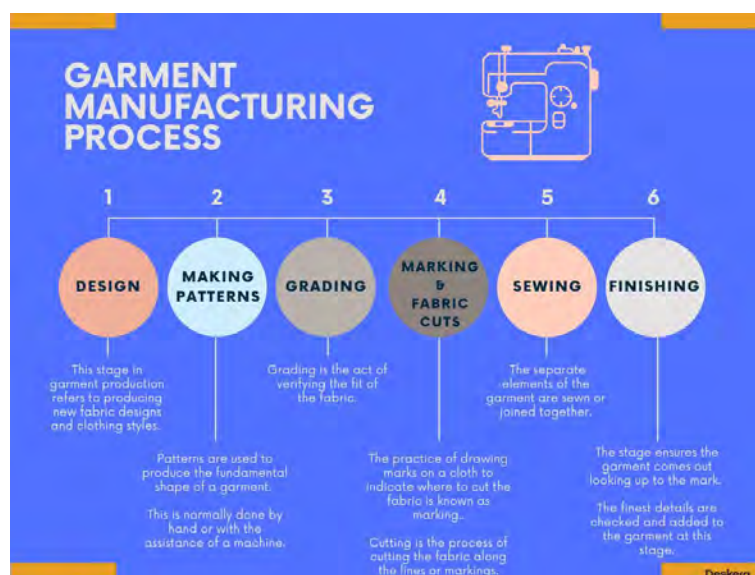 GARMENT
MANUFACTURING
PROCESS
1
2
3
4
5
6
DESIGN
MAKING
PATTERNS
GRADING
MARKING
&
FABRIC
CUTS
SEWING
FINISHING
This stage in
garment production
refers to producing
new fabric designs
and clothing styles.
Patterns are used to
produce the fundamental
shape of a garment.
This is normally done by
hand or with the
assistance of a machine.
Grading is the act of
verifying the fit of
the fabric.
The practice of drawing
marks on a cloth to
indicate where to cut the
fabric is known as
marking..
Cutting is the process of
cutting the fabric along
the lines or markings.
The separate
elements of the
garment are sewn or
joined together.
The stage ensures the
garment comes out
looking up to the mark.
The finest details are
checked and added to
the garment at this
stage.
Deskera